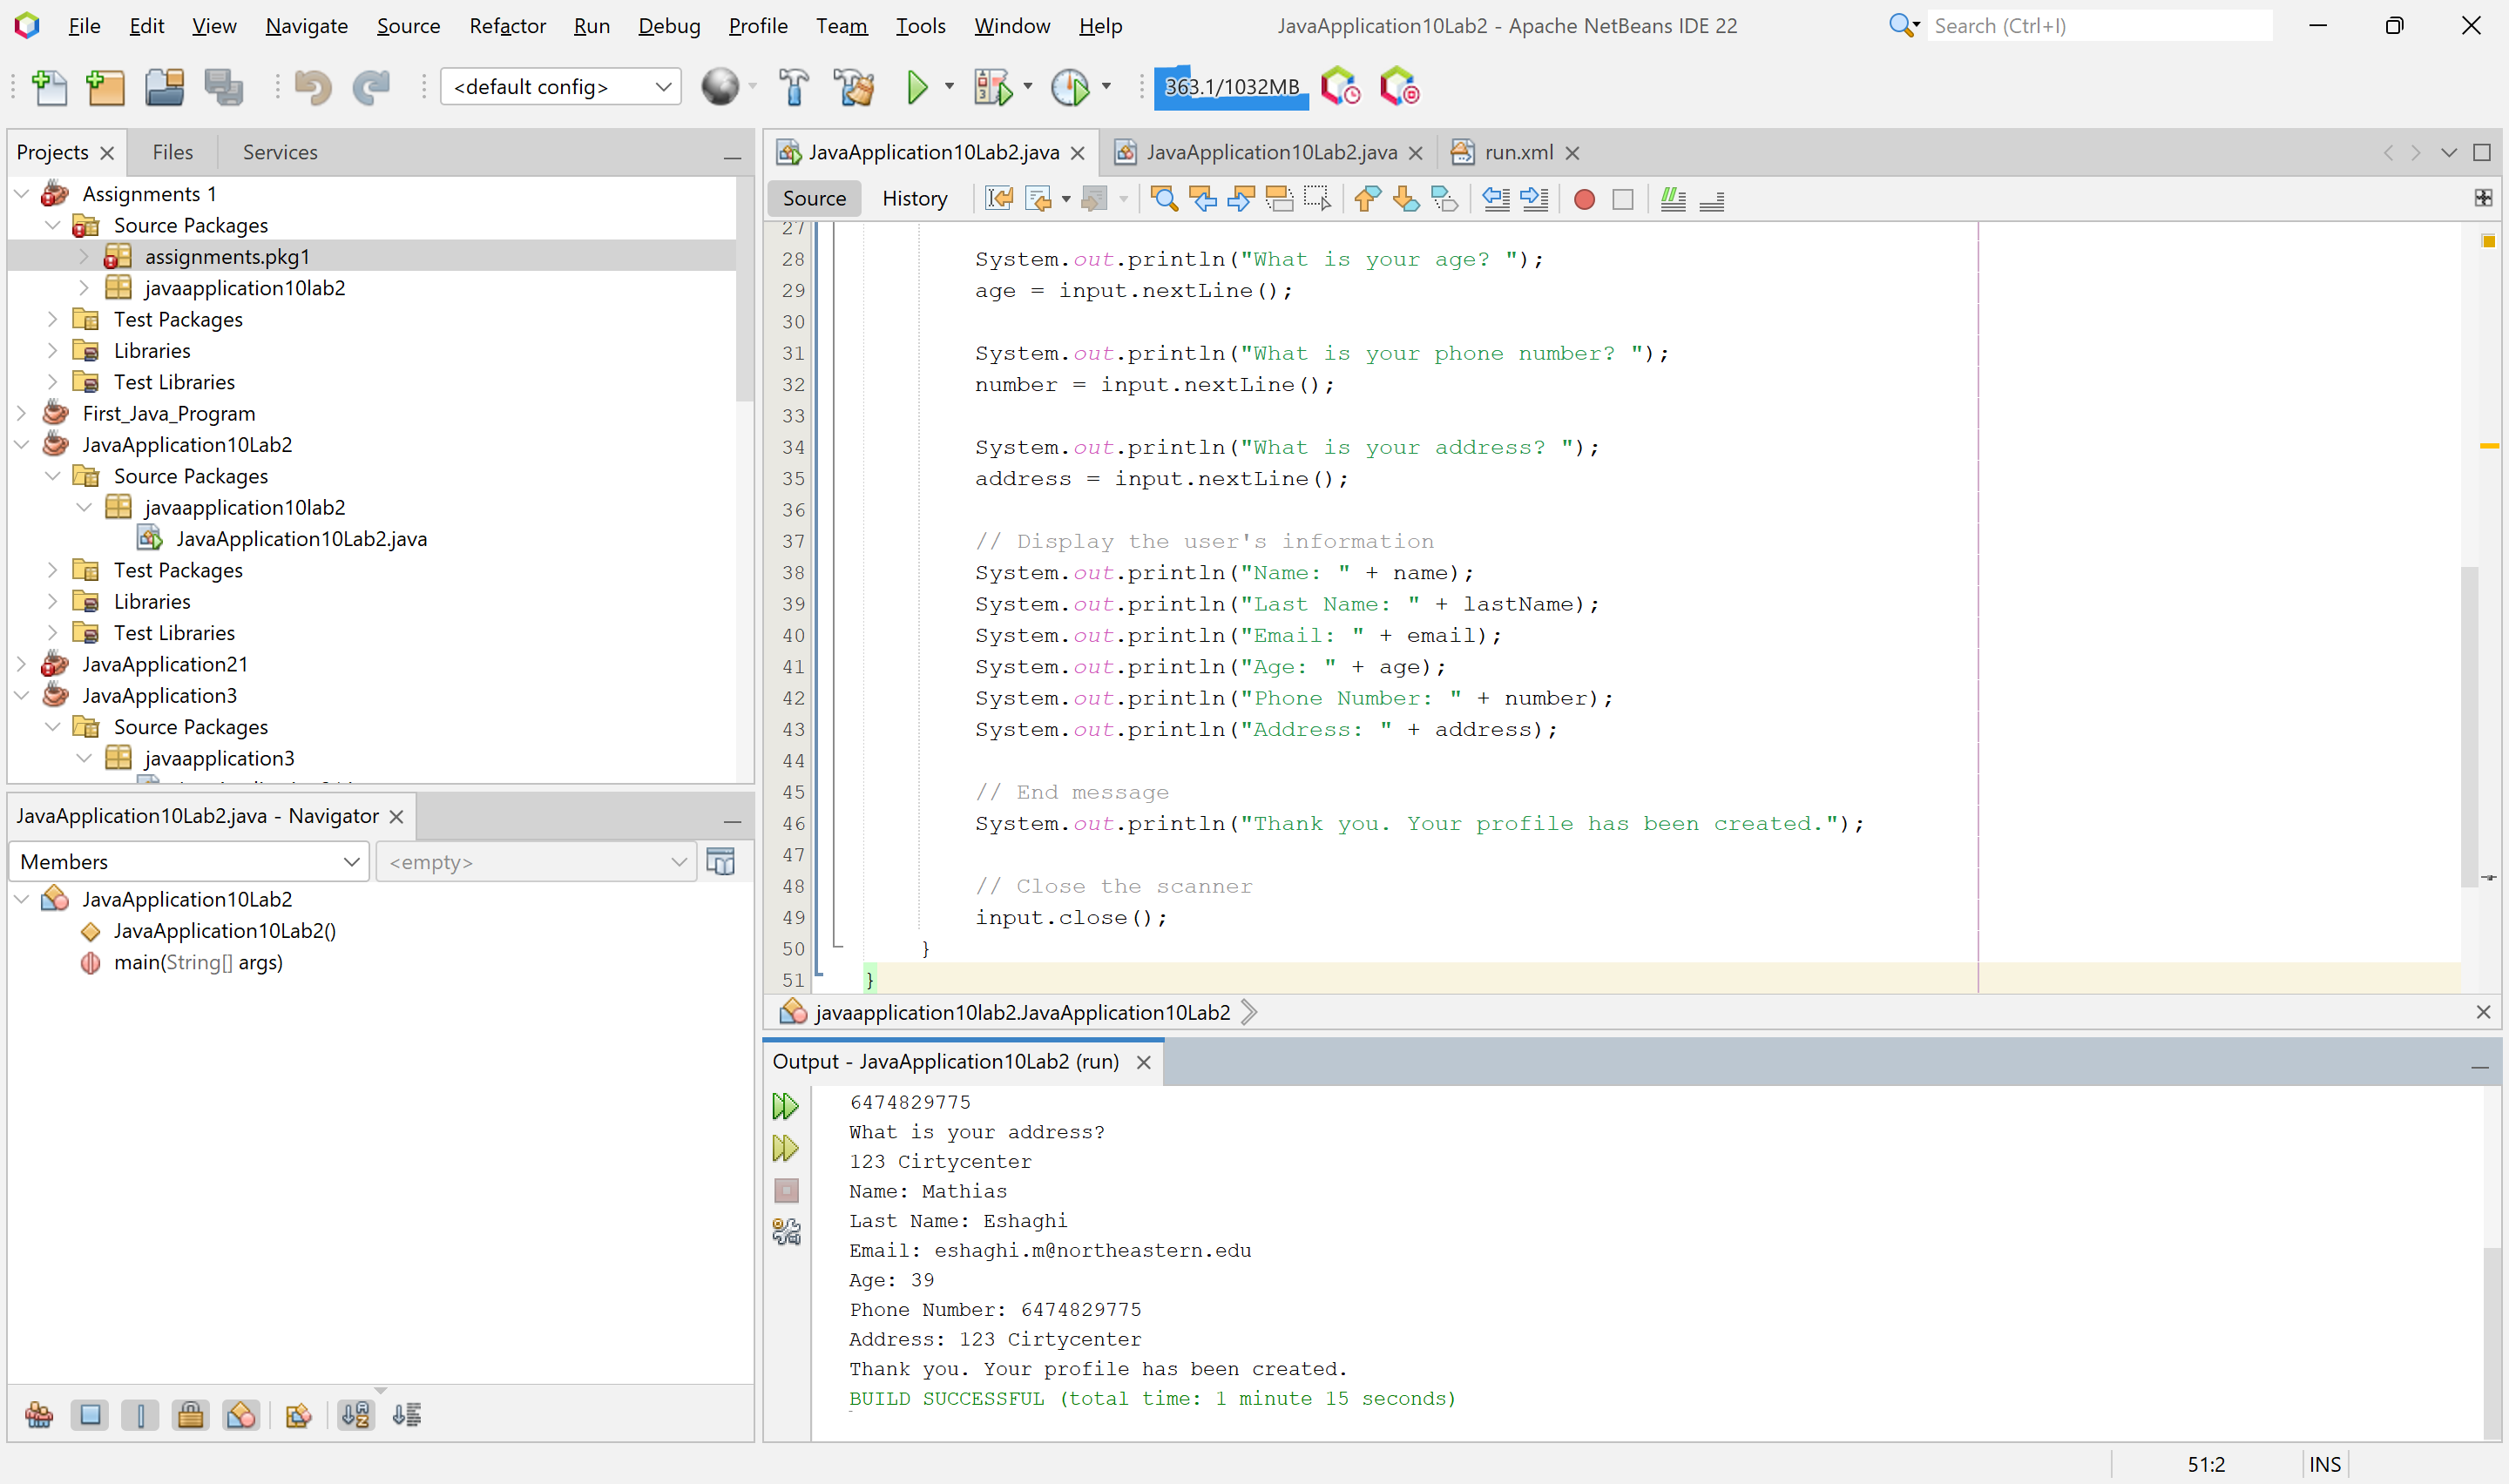 File Edit View Navigate Source Refactor Run Debug Profile Team Tools Window Help JavaApplication10Lab2 - Apache NetBeans IDE 22 Search (Ctrl+I)
<default config> 363.1/1032MB
Projects Files Services
Assignments 1
Source Packages
assignments.pkg1
javaapplication10lab2
Test Packages
Libraries
Test Libraries
First_Java_Program
JavaApplication10Lab2
Source Packages
javaapplication10lab2
JavaApplication10Lab2.java
Test Packages
Libraries
Test Libraries
JavaApplication21
JavaApplication3
Source Packages
javaapplication3
JavaApplication10Lab2.java - Navigator
Members <empty>
JavaApplication10Lab2
JavaApplication10Lab2()
main(String[] args)
JavaApplication10Lab2.java JavaApplication10Lab2.java run.xml
Source History
27
28 System.out.println("What is your age? ");
29 age = input.nextLine();
30
31 System.out.println("What is your phone number? ");
32 number = input.nextLine();
33
34 System.out.println("What is your address? ");
35 address = input.nextLine();
36
37 // Display the user's information
38 System.out.println("Name: " + name);
39 System.out.println("Last Name: " + lastName);
40 System.out.println("Email: " + email);
41 System.out.println("Age: " + age);
42 System.out.println("Phone Number: " + number);
43 System.out.println("Address: " + address);
44
45 // End message
46 System.out.println("Thank you. Your profile has been created.");
47
48 // Close the scanner
49 input.close();
50 }
51 }
javaapplication10lab2.JavaApplication10Lab2
Output - JavaApplication10Lab2 (run)
6474829775
What is your address?
123 Cirtycenter
Name: Mathias
Last Name: Eshaghi
Email: eshaghi.m@northeastern.edu
Age: 39
Phone Number: 6474829775
Address: 123 Cirtycenter
Thank you. Your profile has been created.
BUILD SUCCESSFUL (total time: 1 minute 15 seconds)
51:2 INS